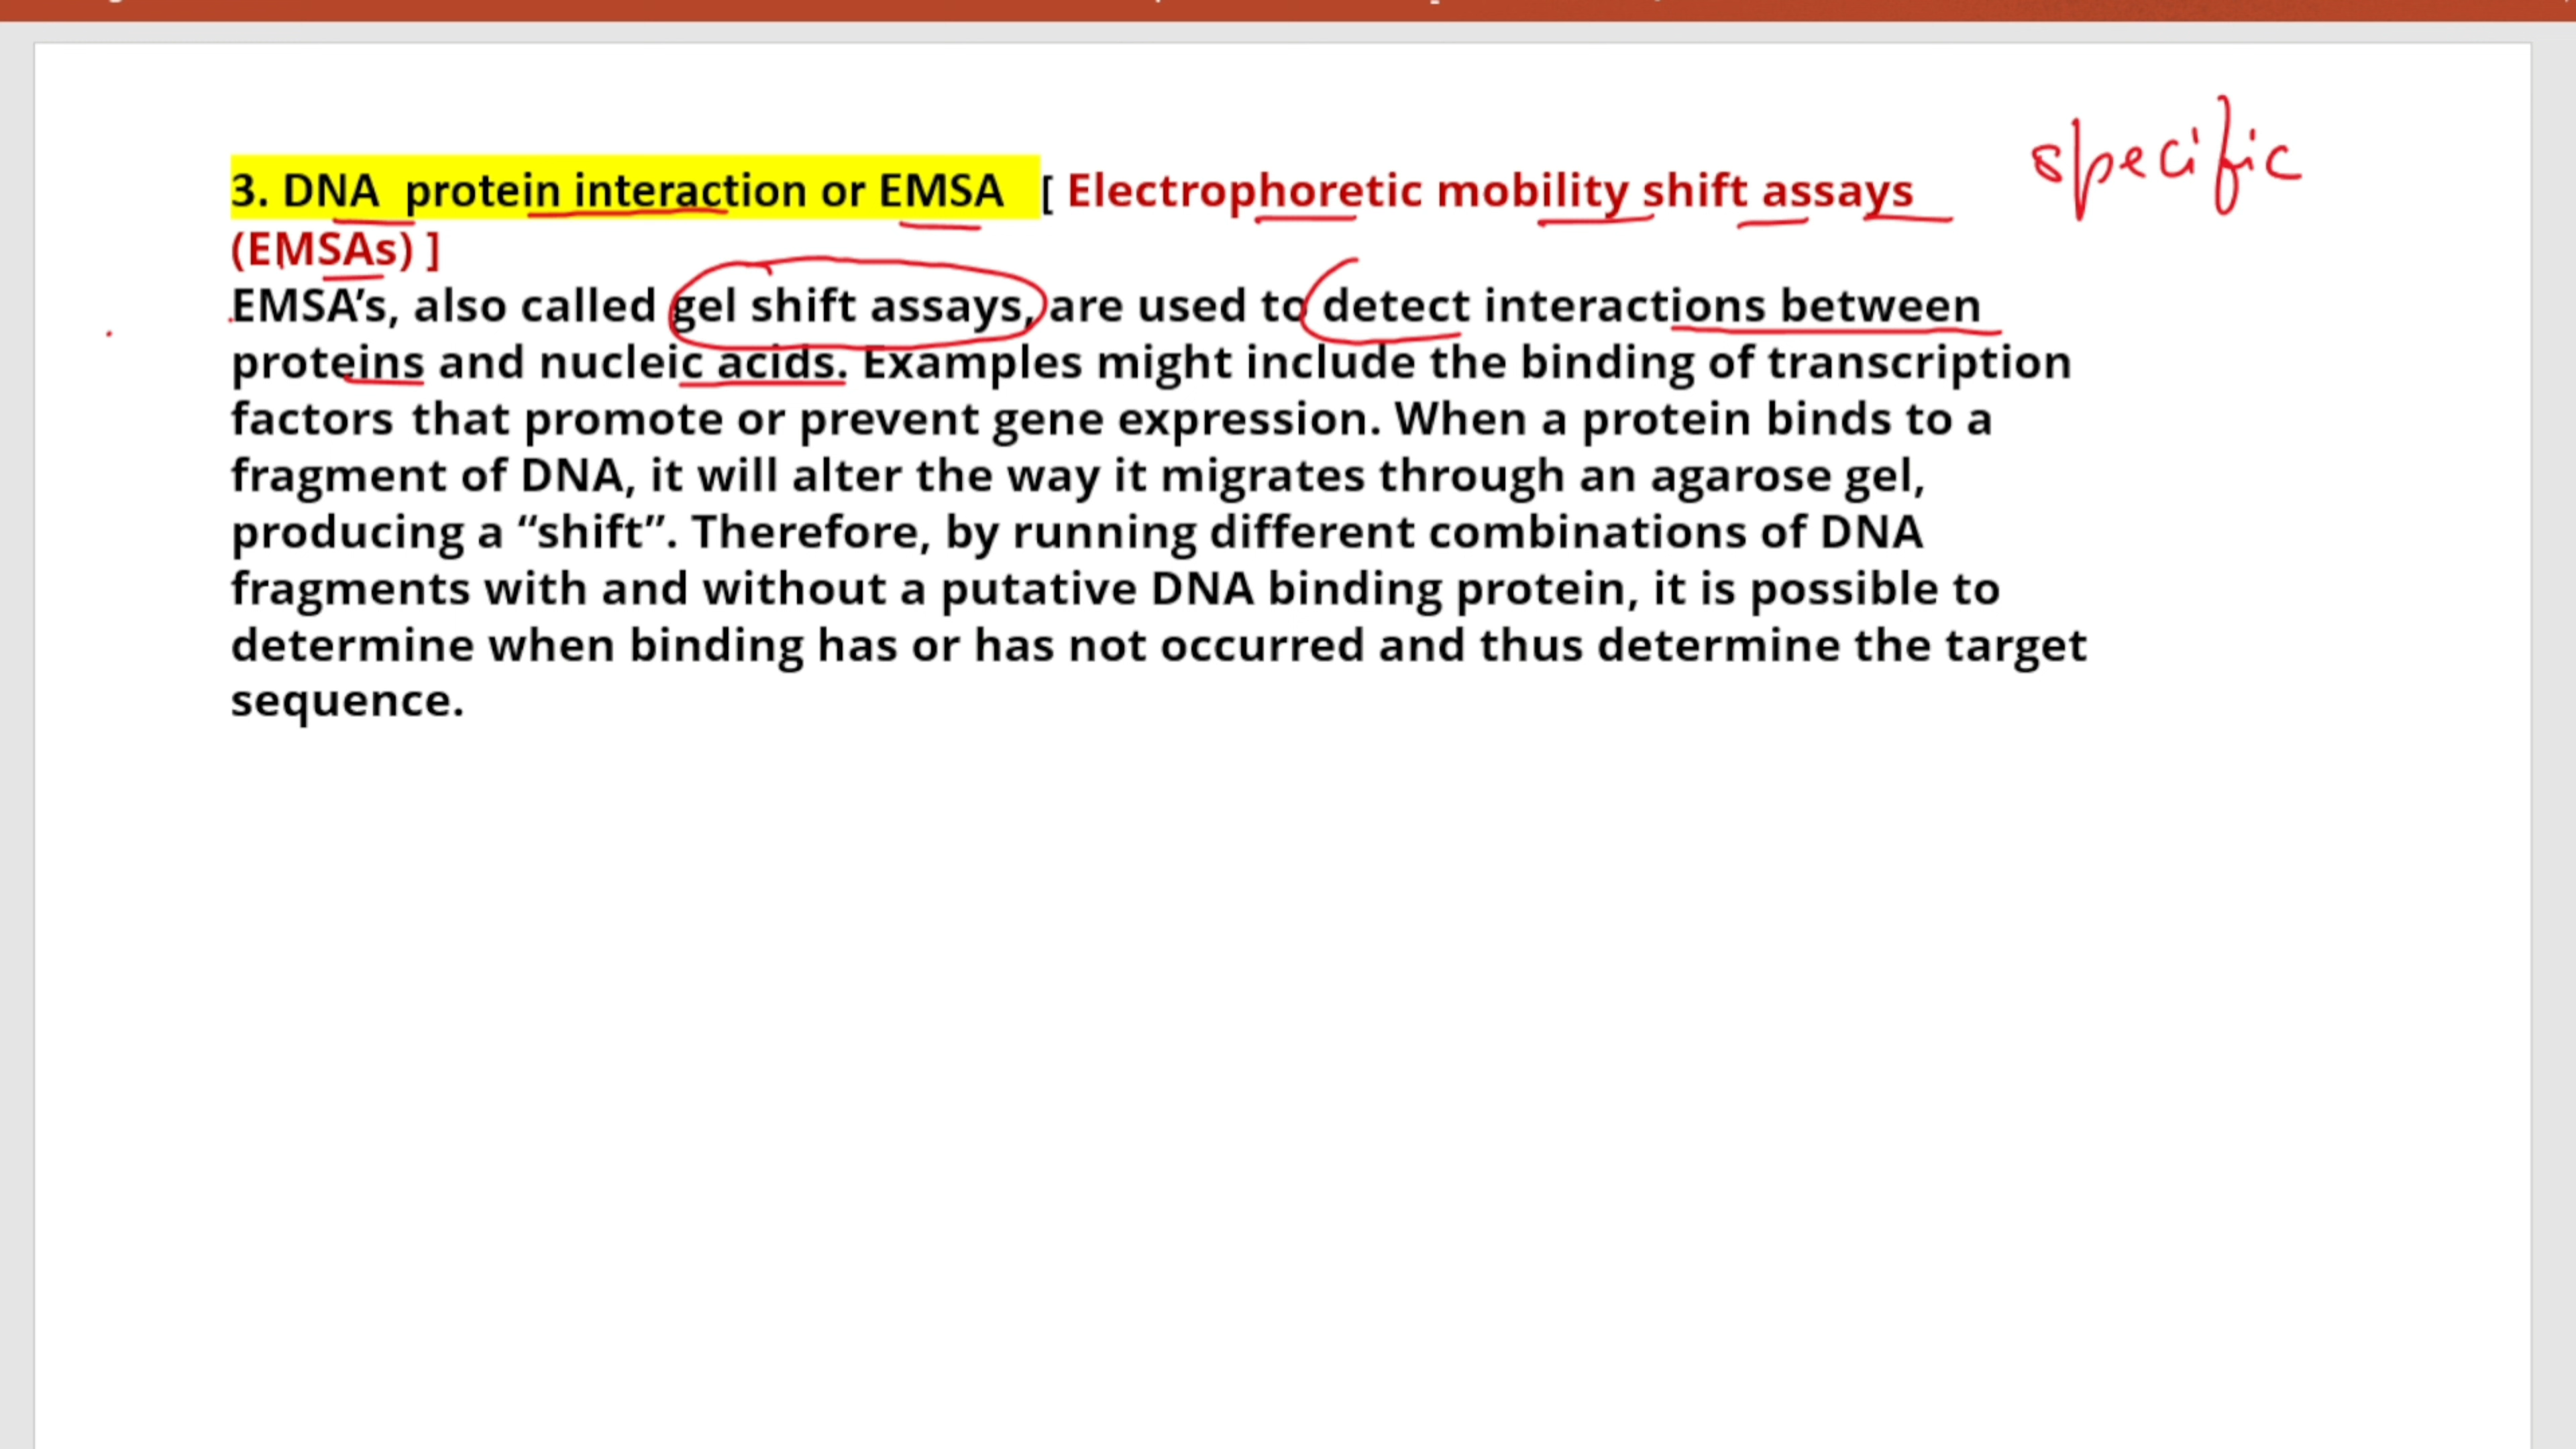 specific
3. DNA protein interaction or EMSA [ Electrophoretic mobility shift assays
(EMSAs) ]
EMSA’s, also called gel shift assays, are used to detect interactions between
proteins and nucleic acids. Examples might include the binding of transcription
factors that promote or prevent gene expression. When a protein binds to a
fragment of DNA, it will alter the way it migrates through an agarose gel,
producing a “shift”. Therefore, by running different combinations of DNA
fragments with and without a putative DNA binding protein, it is possible to
determine when binding has or has not occurred and thus determine the target
sequence.